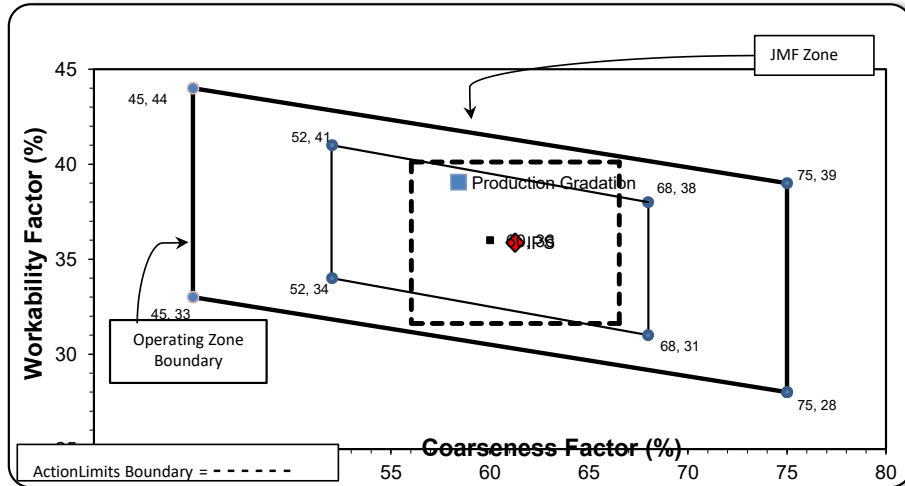 JMF Zone
45
45, 44
52, 41
40
75, 39
Production Gradation
68, 38
Workability Factor (%)
IPS
35
52, 34
45, 33
68, 31
Operating Zone
Boundary
30
75, 28
Coarseness Factor (%)
ActionLimits Boundary =
55
60
65
70
75
80